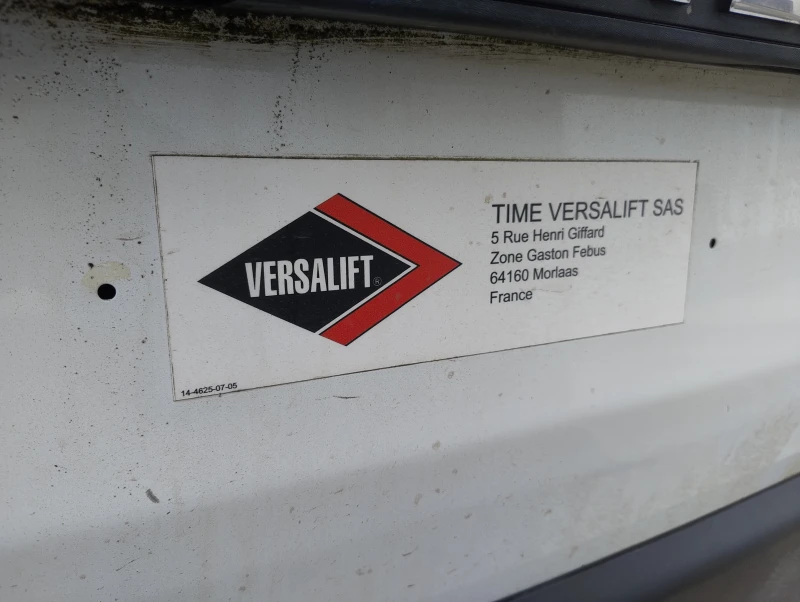 VERSALIFT®
TIME VERSALIFT SAS
5 Rue Henri Giffard
Zone Gaston Febus
64160 Morlaas
France
14-4625-07-05